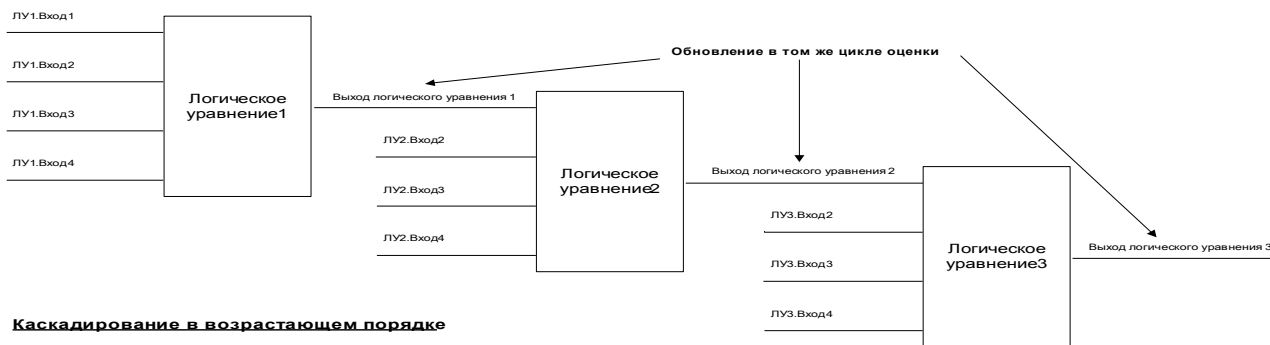 ЛУ1.Вход1
ЛУ1.Вход2
ЛУ1.Вход3
ЛУ1.Вход4
Логическое
уравнение1
Обновление в том же цикле оценки
Выход логического уравнения 1
ЛУ2.Вход2
ЛУ2.Вход3
ЛУ2.Вход4
Логическое
уравнение2
Выход логического уравнения 2
ЛУ3.Вход2
ЛУ3.Вход3
ЛУ3.Вход4
Логическое
уравнение3
Выход логического уравнения 3
Каскадирование в возрастающем порядке